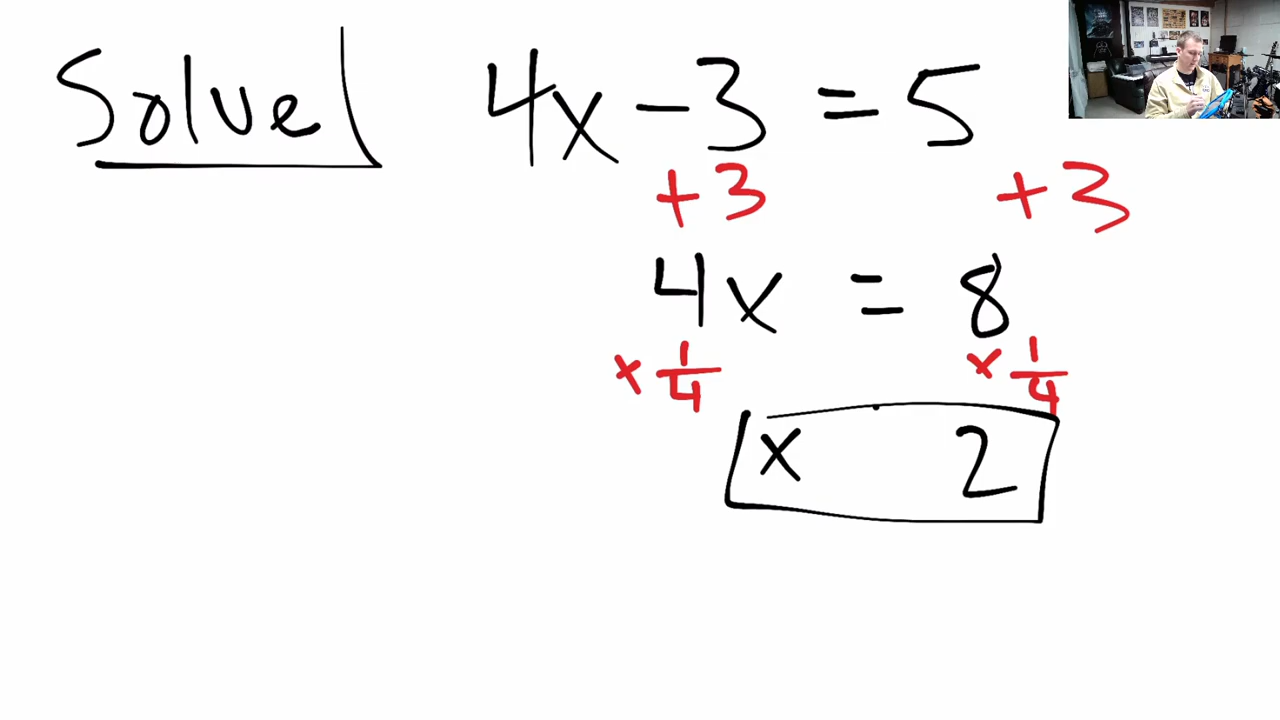 Solve 4x - 3 = 5
+3 +3
4x = 8
× 1/4 × 1/4
x 2